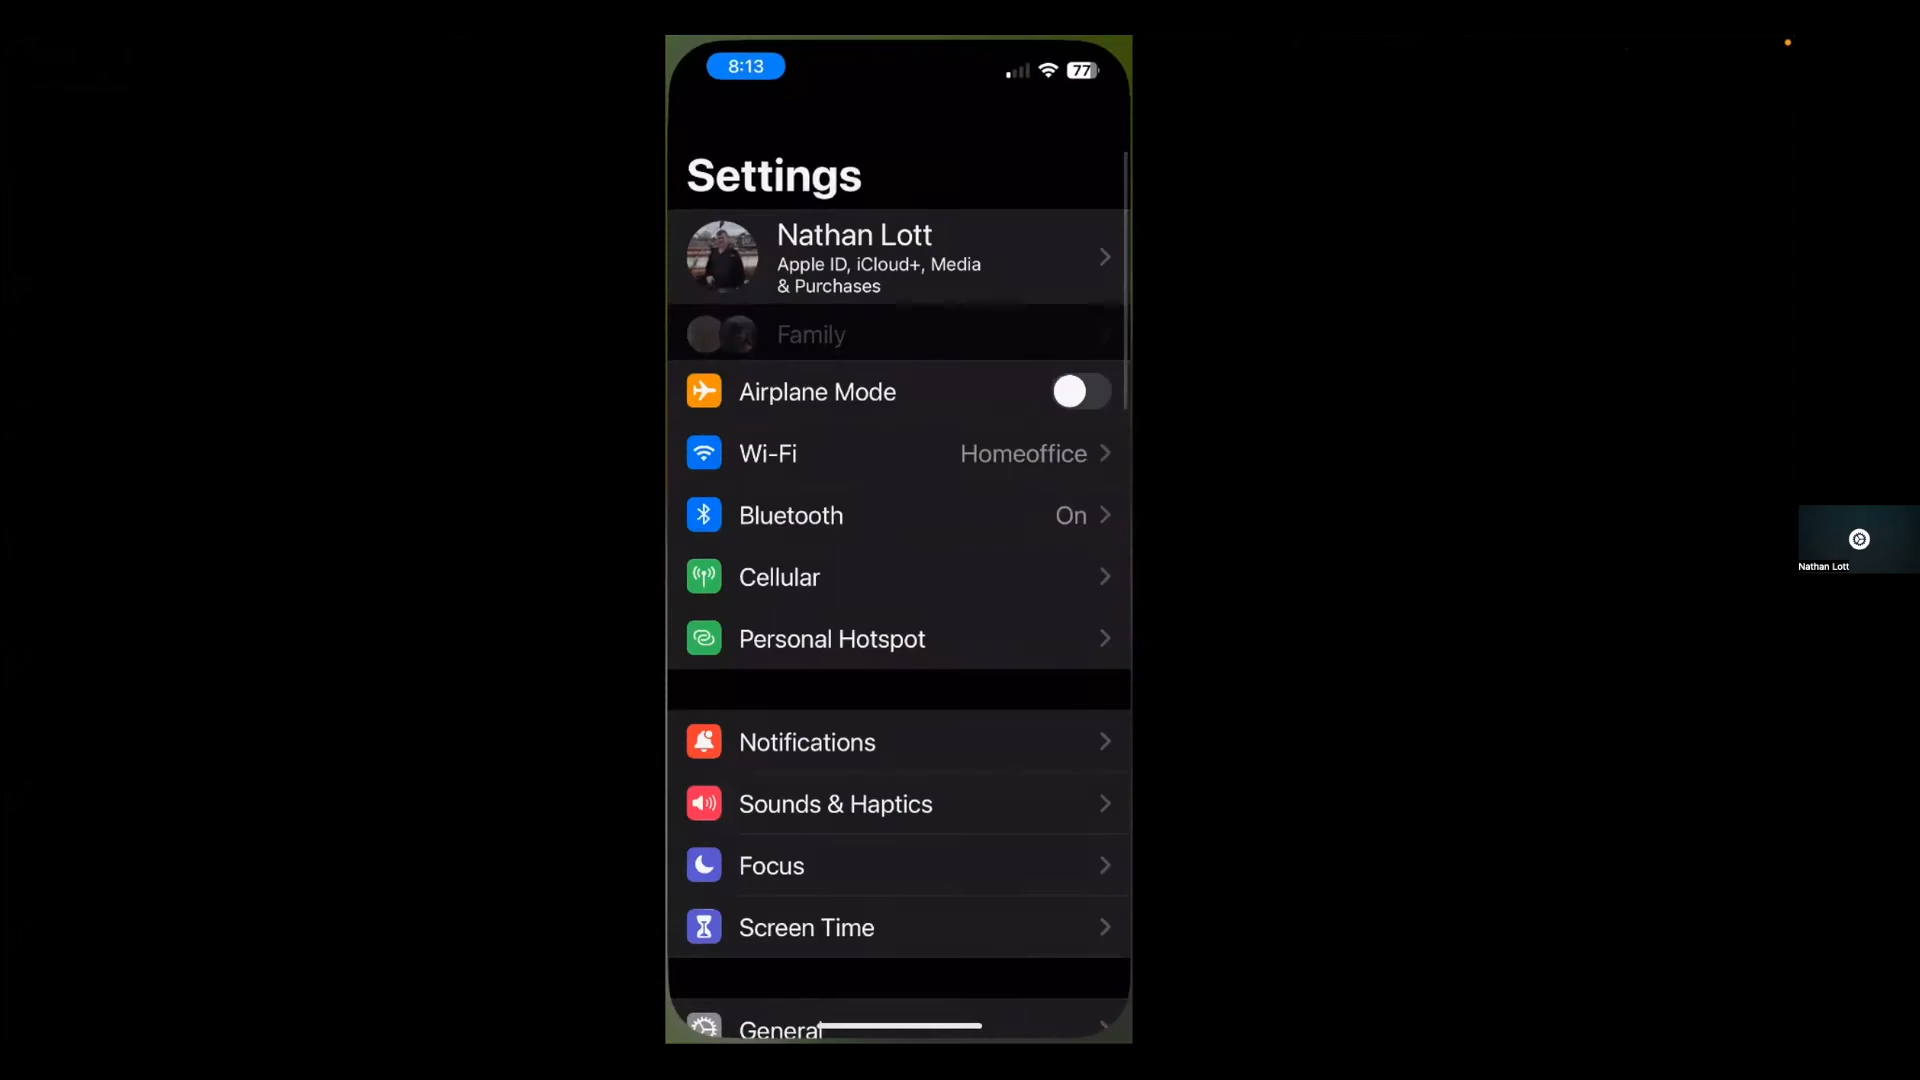 8:13
77
Settings
Nathan Lott
Apple ID, iCloud+, Media
& Purchases
Family
Airplane Mode
Wi-Fi
Homeoffice
Bluetooth
On
Cellular
Personal Hotspot
Notifications
Sounds & Haptics
Focus
Screen Time
General
Nathan Lott